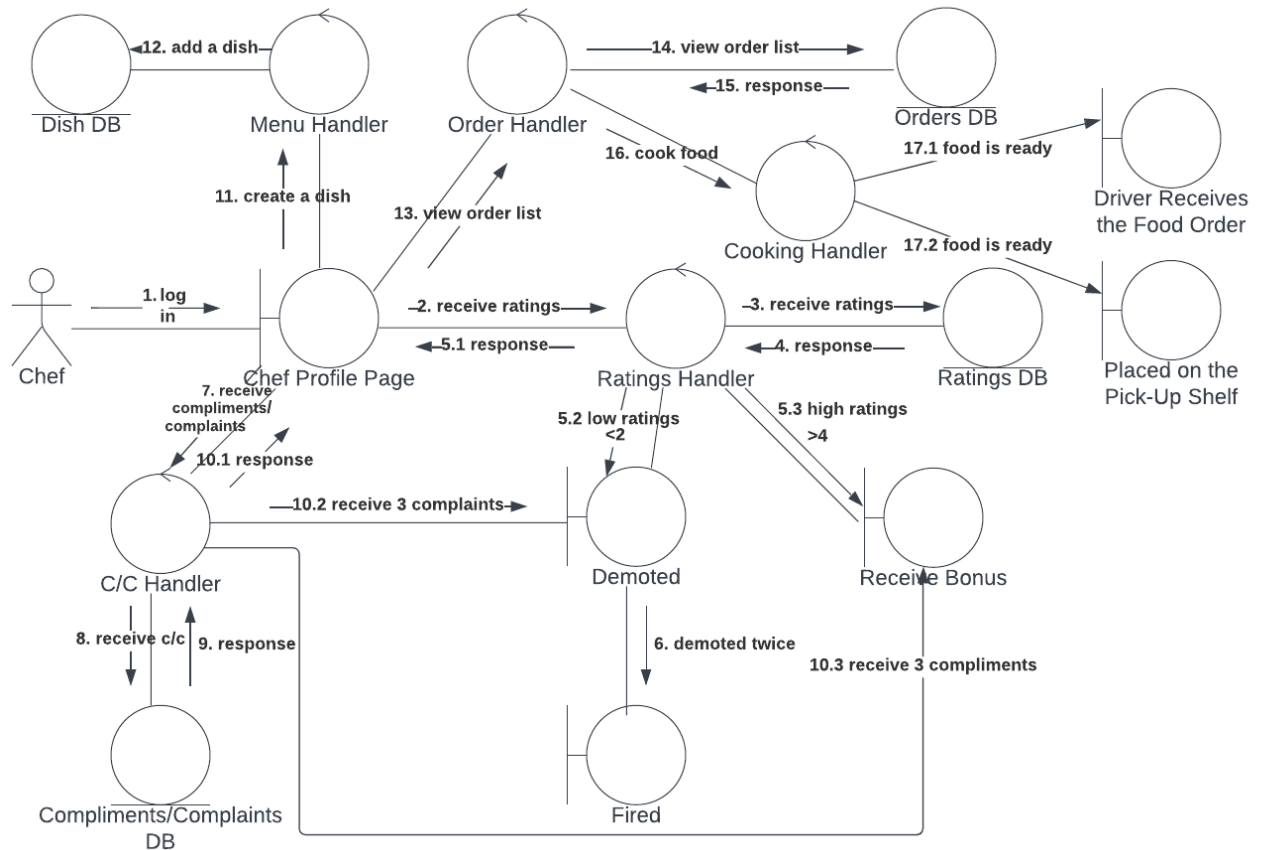 12. add a dish
14. view order list
15. response
Dish DB
Menu Handler
Order Handler
Orders DB
16. cook food
17.1 food is ready
11. create a dish
13. view order list
Driver Receives
the Food Order
Cooking Handler
17.2 food is ready
1. log
in
2. receive ratings
3. receive ratings
5.1 response
4. response
Chef
Chef Profile Page
Ratings Handler
Ratings DB
Placed on the
Pick-Up Shelf
7. receive
compliments/
complaints
5.2 low ratings
<2
5.3 high ratings
>4
10.1 response
10.2 receive 3 complaints
C/C Handler
Demoted
Receive Bonus
8. receive c/c
9. response
6. demoted twice
10.3 receive 3 compliments
Compliments/Complaints
DB
Fired